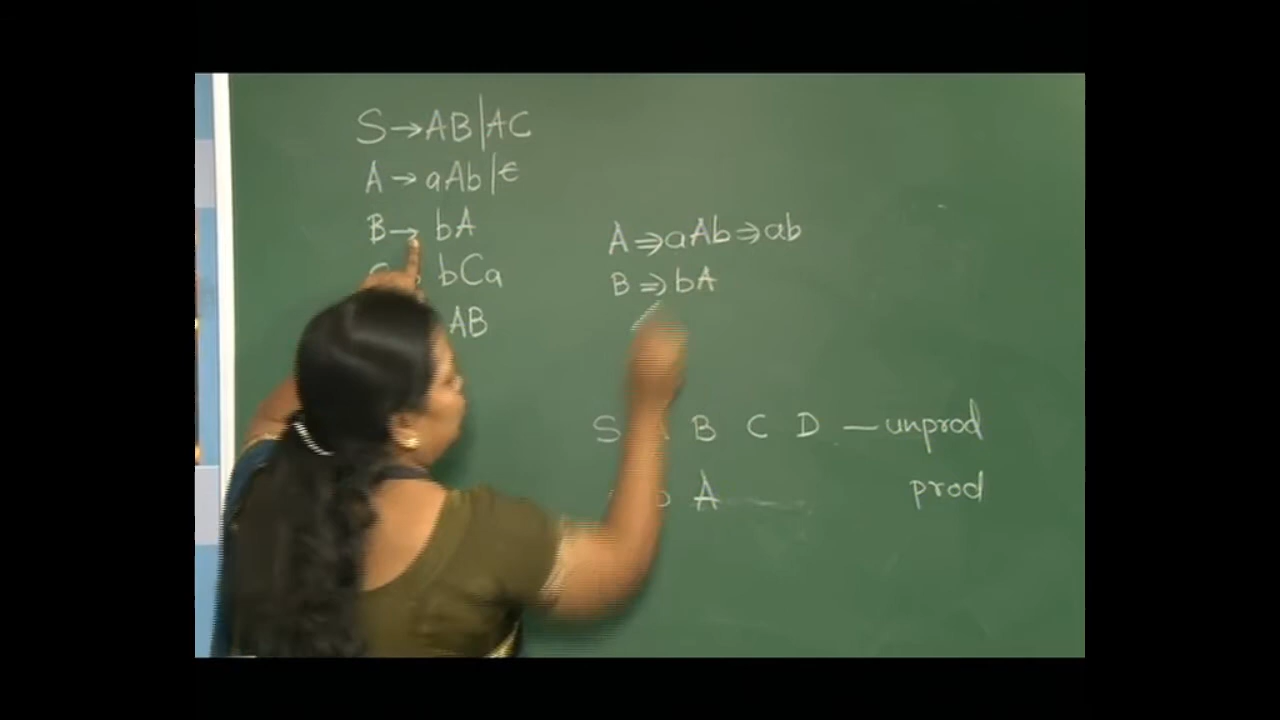 S → AB | AC
A → aAb | ϵ
B → bA
bCa
AB
A ⇒ aAb ⇒ ab
B ⇒ bA
S B C D — unprod
A prod